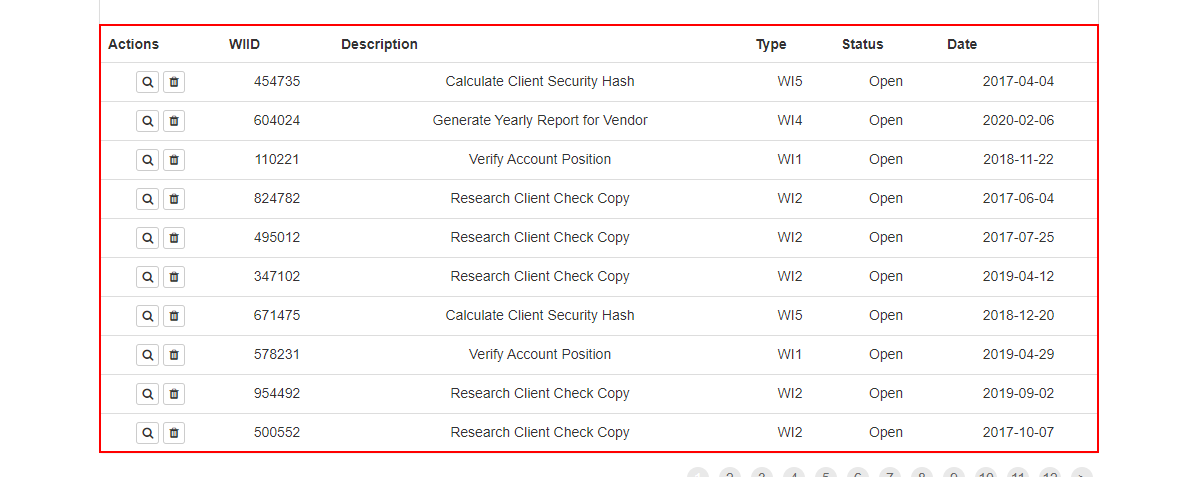 Actions WIID Description Type Status Date
454735 Calculate Client Security Hash WI5 Open 2017-04-04
604024 Generate Yearly Report for Vendor WI4 Open 2020-02-06
110221 Verify Account Position WI1 Open 2018-11-22
824782 Research Client Check Copy WI2 Open 2017-06-04
495012 Research Client Check Copy WI2 Open 2017-07-25
347102 Research Client Check Copy WI2 Open 2019-04-12
671475 Calculate Client Security Hash WI5 Open 2018-12-20
578231 Verify Account Position WI1 Open 2019-04-29
954492 Research Client Check Copy WI2 Open 2019-09-02
500552 Research Client Check Copy WI2 Open 2017-10-07
1 2 3 4 5 6 7 8 9 10 11 12 >